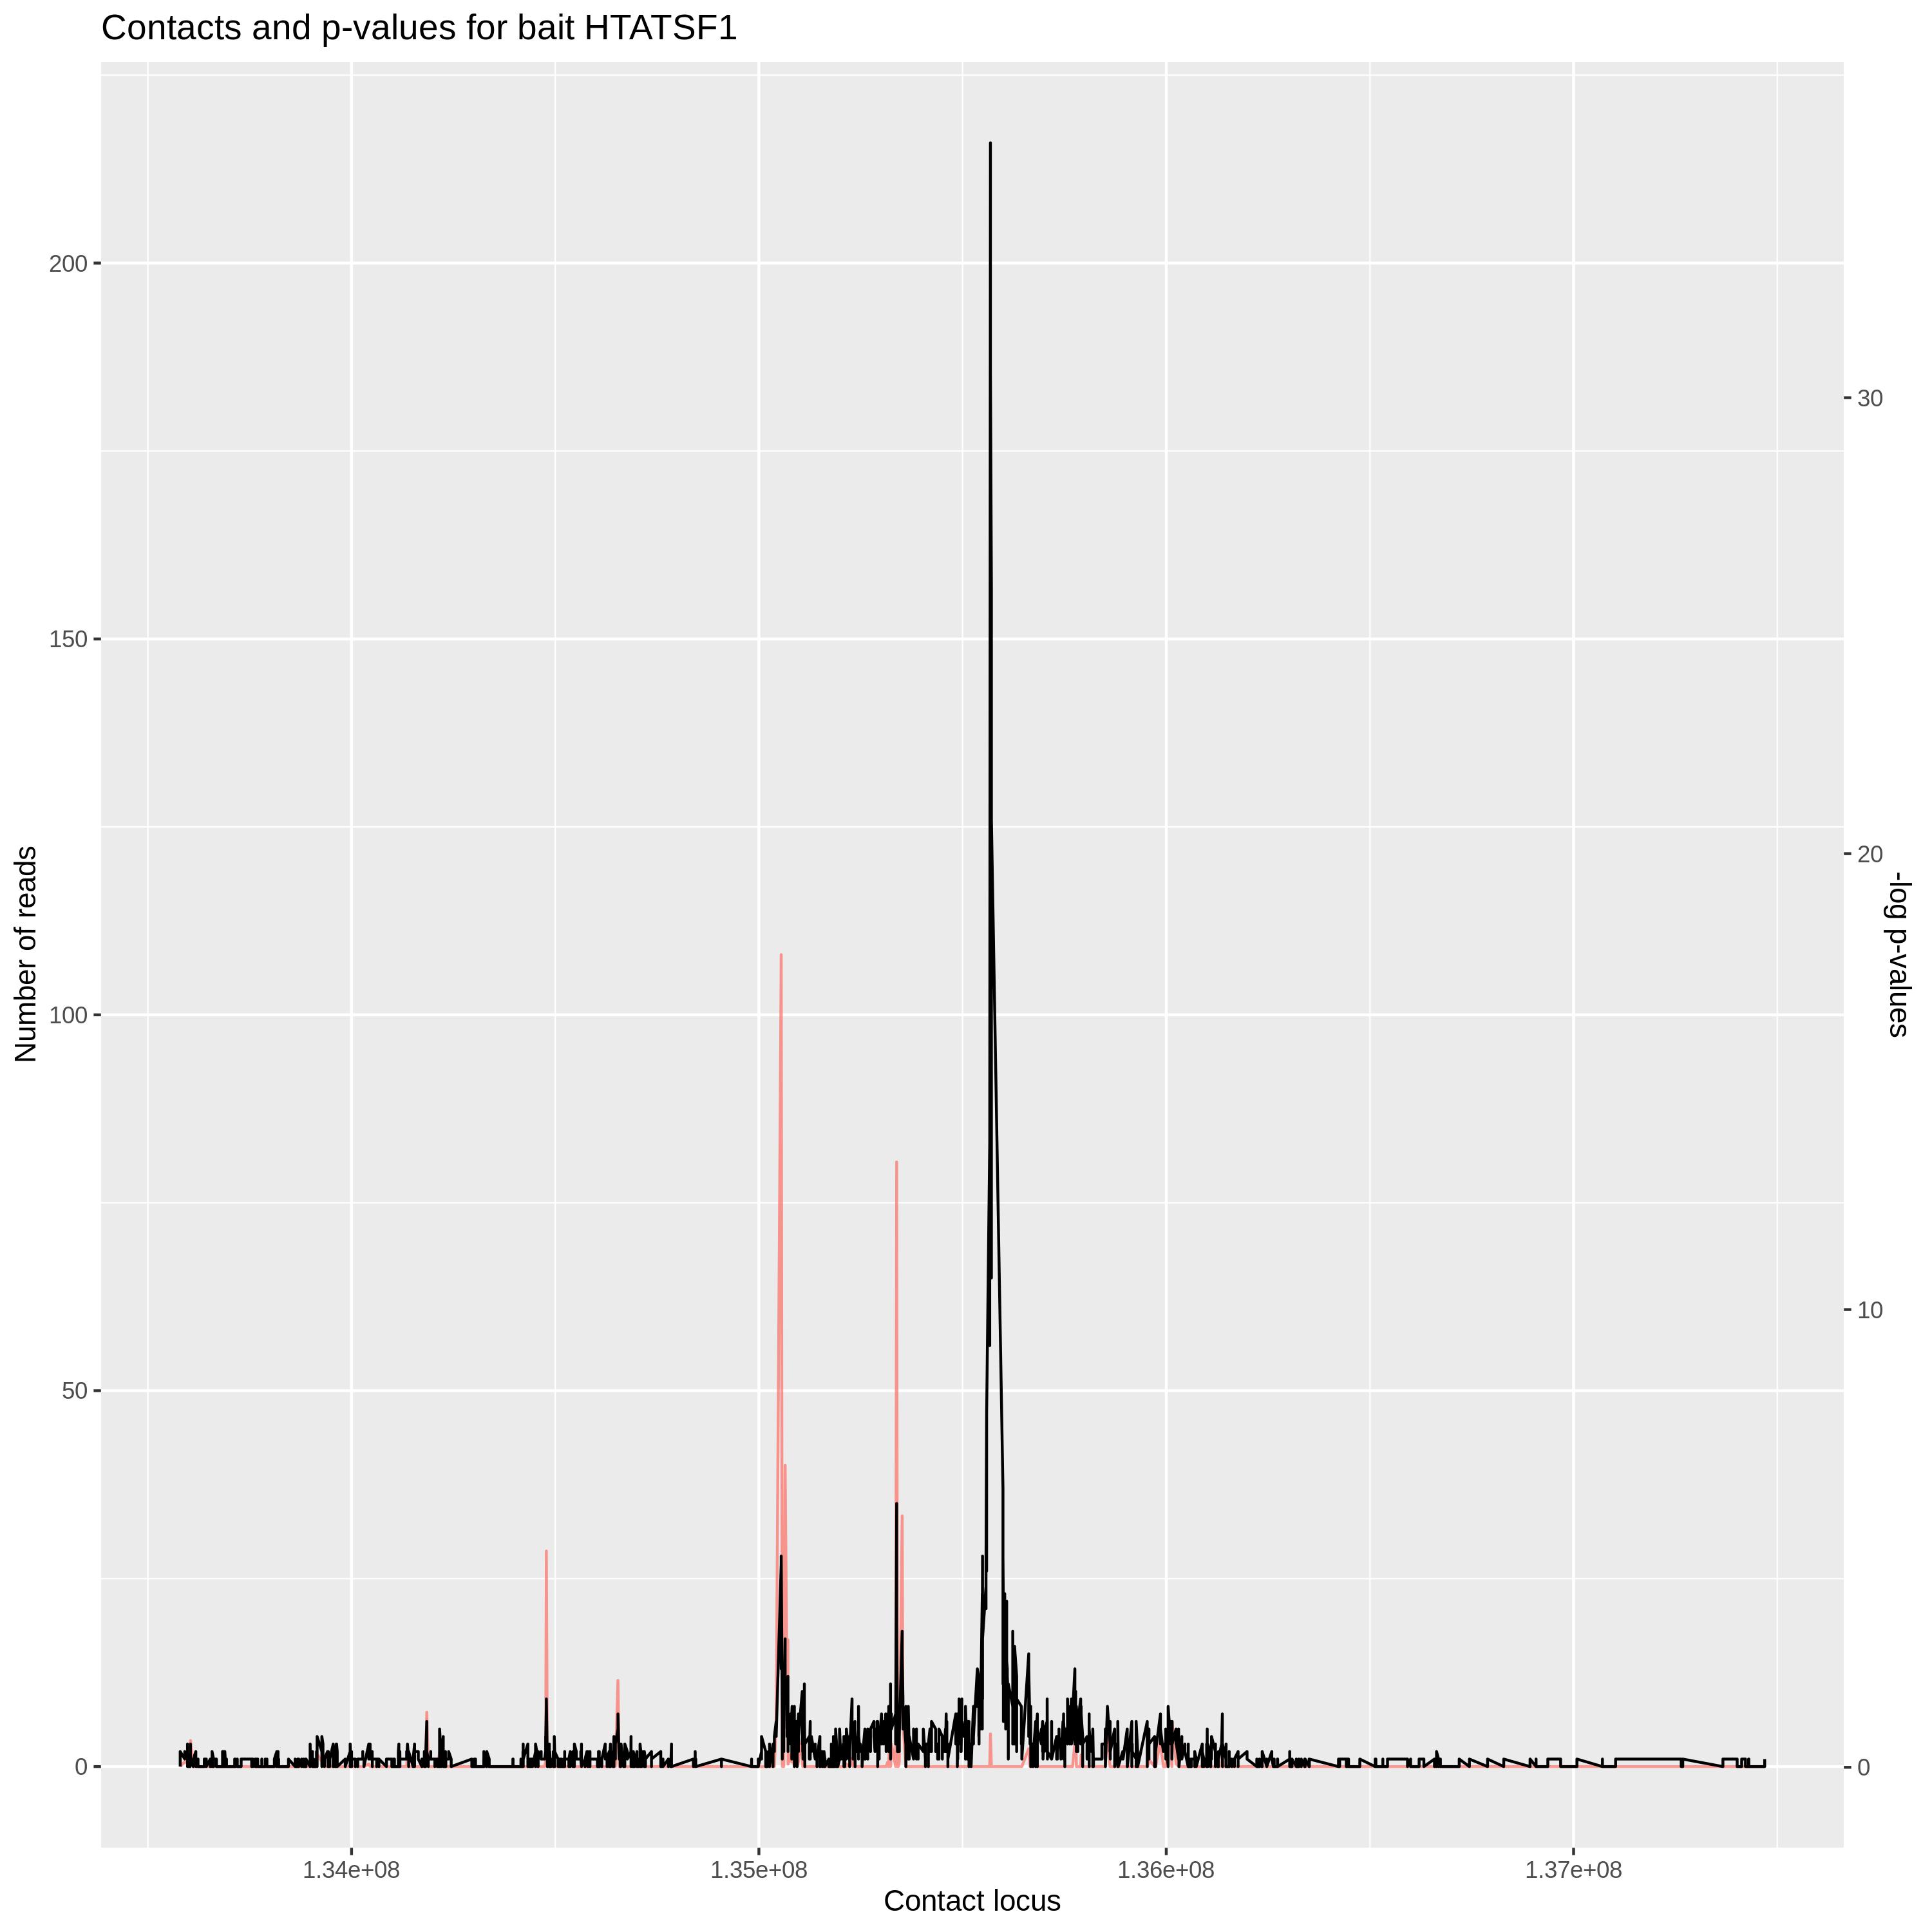 Contacts and p-values for bait HTATSF1
200
150
100
50
0
Number of reads
30
20
10
0
-log p-values
1.34e+08 1.35e+08 1.36e+08 1.37e+08
Contact locus